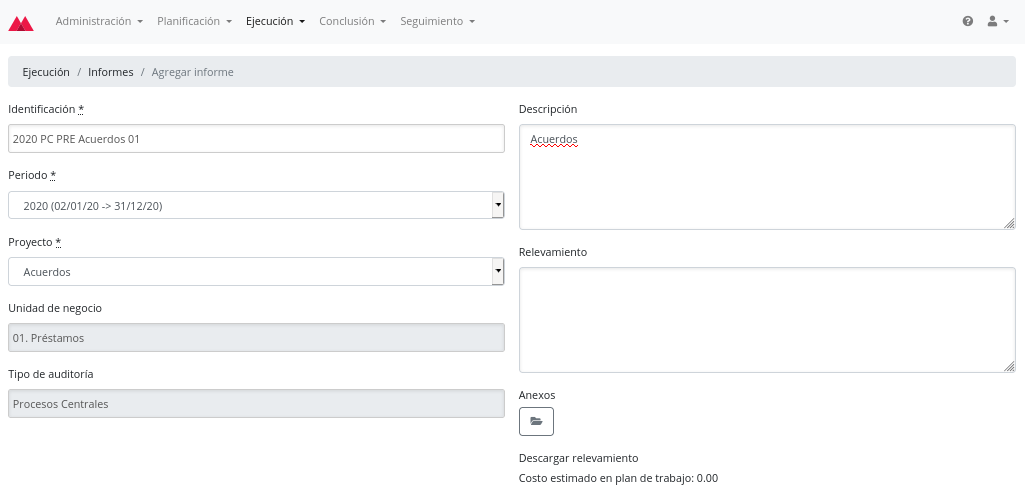 Administración Planificación Ejecución Conclusión Seguimiento
Ejecución / Informes / Agregar informe
Identificación *
2020 PC PRE Acuerdos 01
Periodo *
2020 (02/01/20 -> 31/12/20)
Proyecto *
Acuerdos
Unidad de negocio
01. Préstamos
Tipo de auditoría
Procesos Centrales
Descripción
Acuerdos
Relevamiento
Anexos
Descargar relevamiento
Costo estimado en plan de trabajo: 0.00